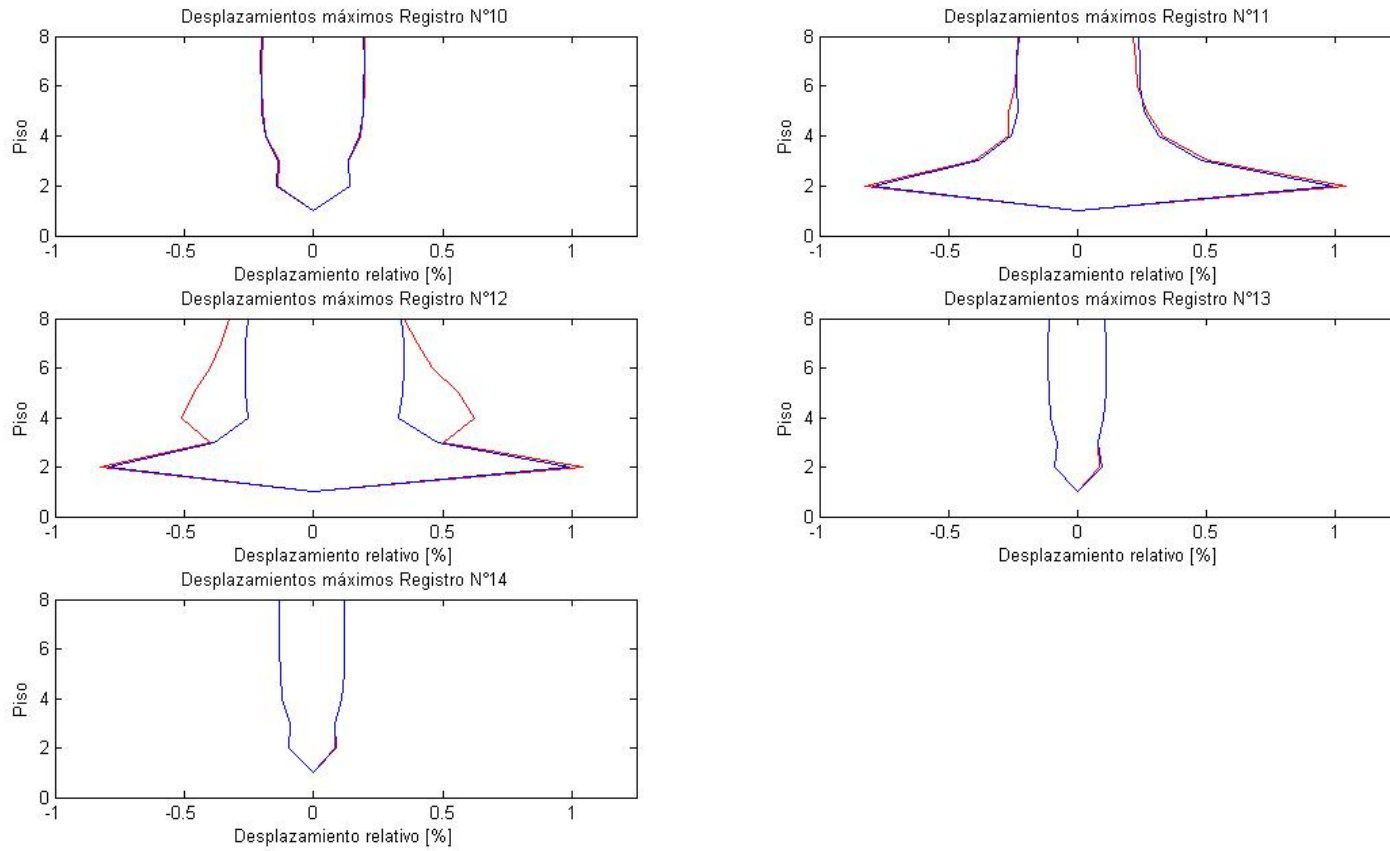 Desplazamientos máximos Registro N°10
8
6
4
2
0
Piso
-1 -0.5 0 0.5 1
Desplazamiento relativo [%]
Desplazamientos máximos Registro N°11
8
6
4
2
0
Piso
-1 -0.5 0 0.5 1
Desplazamiento relativo [%]
Desplazamientos máximos Registro N°12
8
6
4
2
0
Piso
-1 -0.5 0 0.5 1
Desplazamiento relativo [%]
Desplazamientos máximos Registro N°13
8
6
4
2
0
Piso
-1 -0.5 0 0.5 1
Desplazamiento relativo [%]
Desplazamientos máximos Registro N°14
8
6
4
2
0
Piso
-1 -0.5 0 0.5 1
Desplazamiento relativo [%]